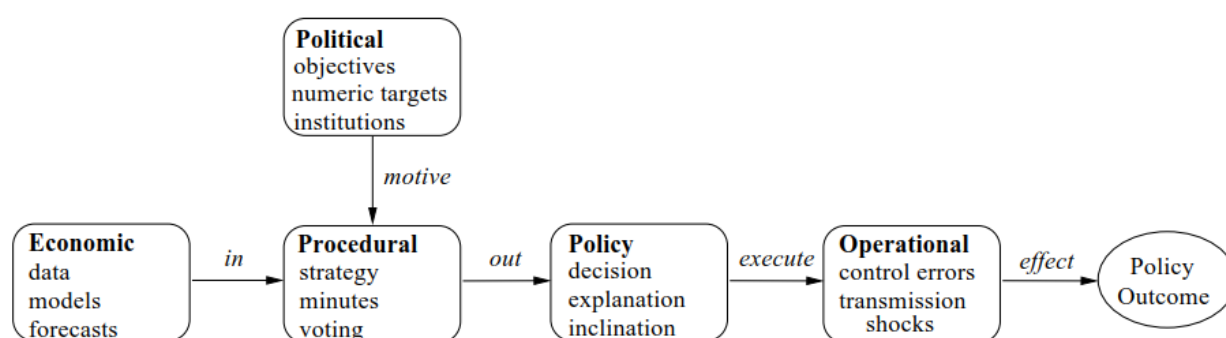 Political
objectives
numeric targets
institutions
motive
Economic
data
models
forecasts
in
Procedural
strategy
minutes
voting
out
Policy
decision
explanation
inclination
execute
Operational
control errors
transmission
shocks
effect
Policy
Outcome